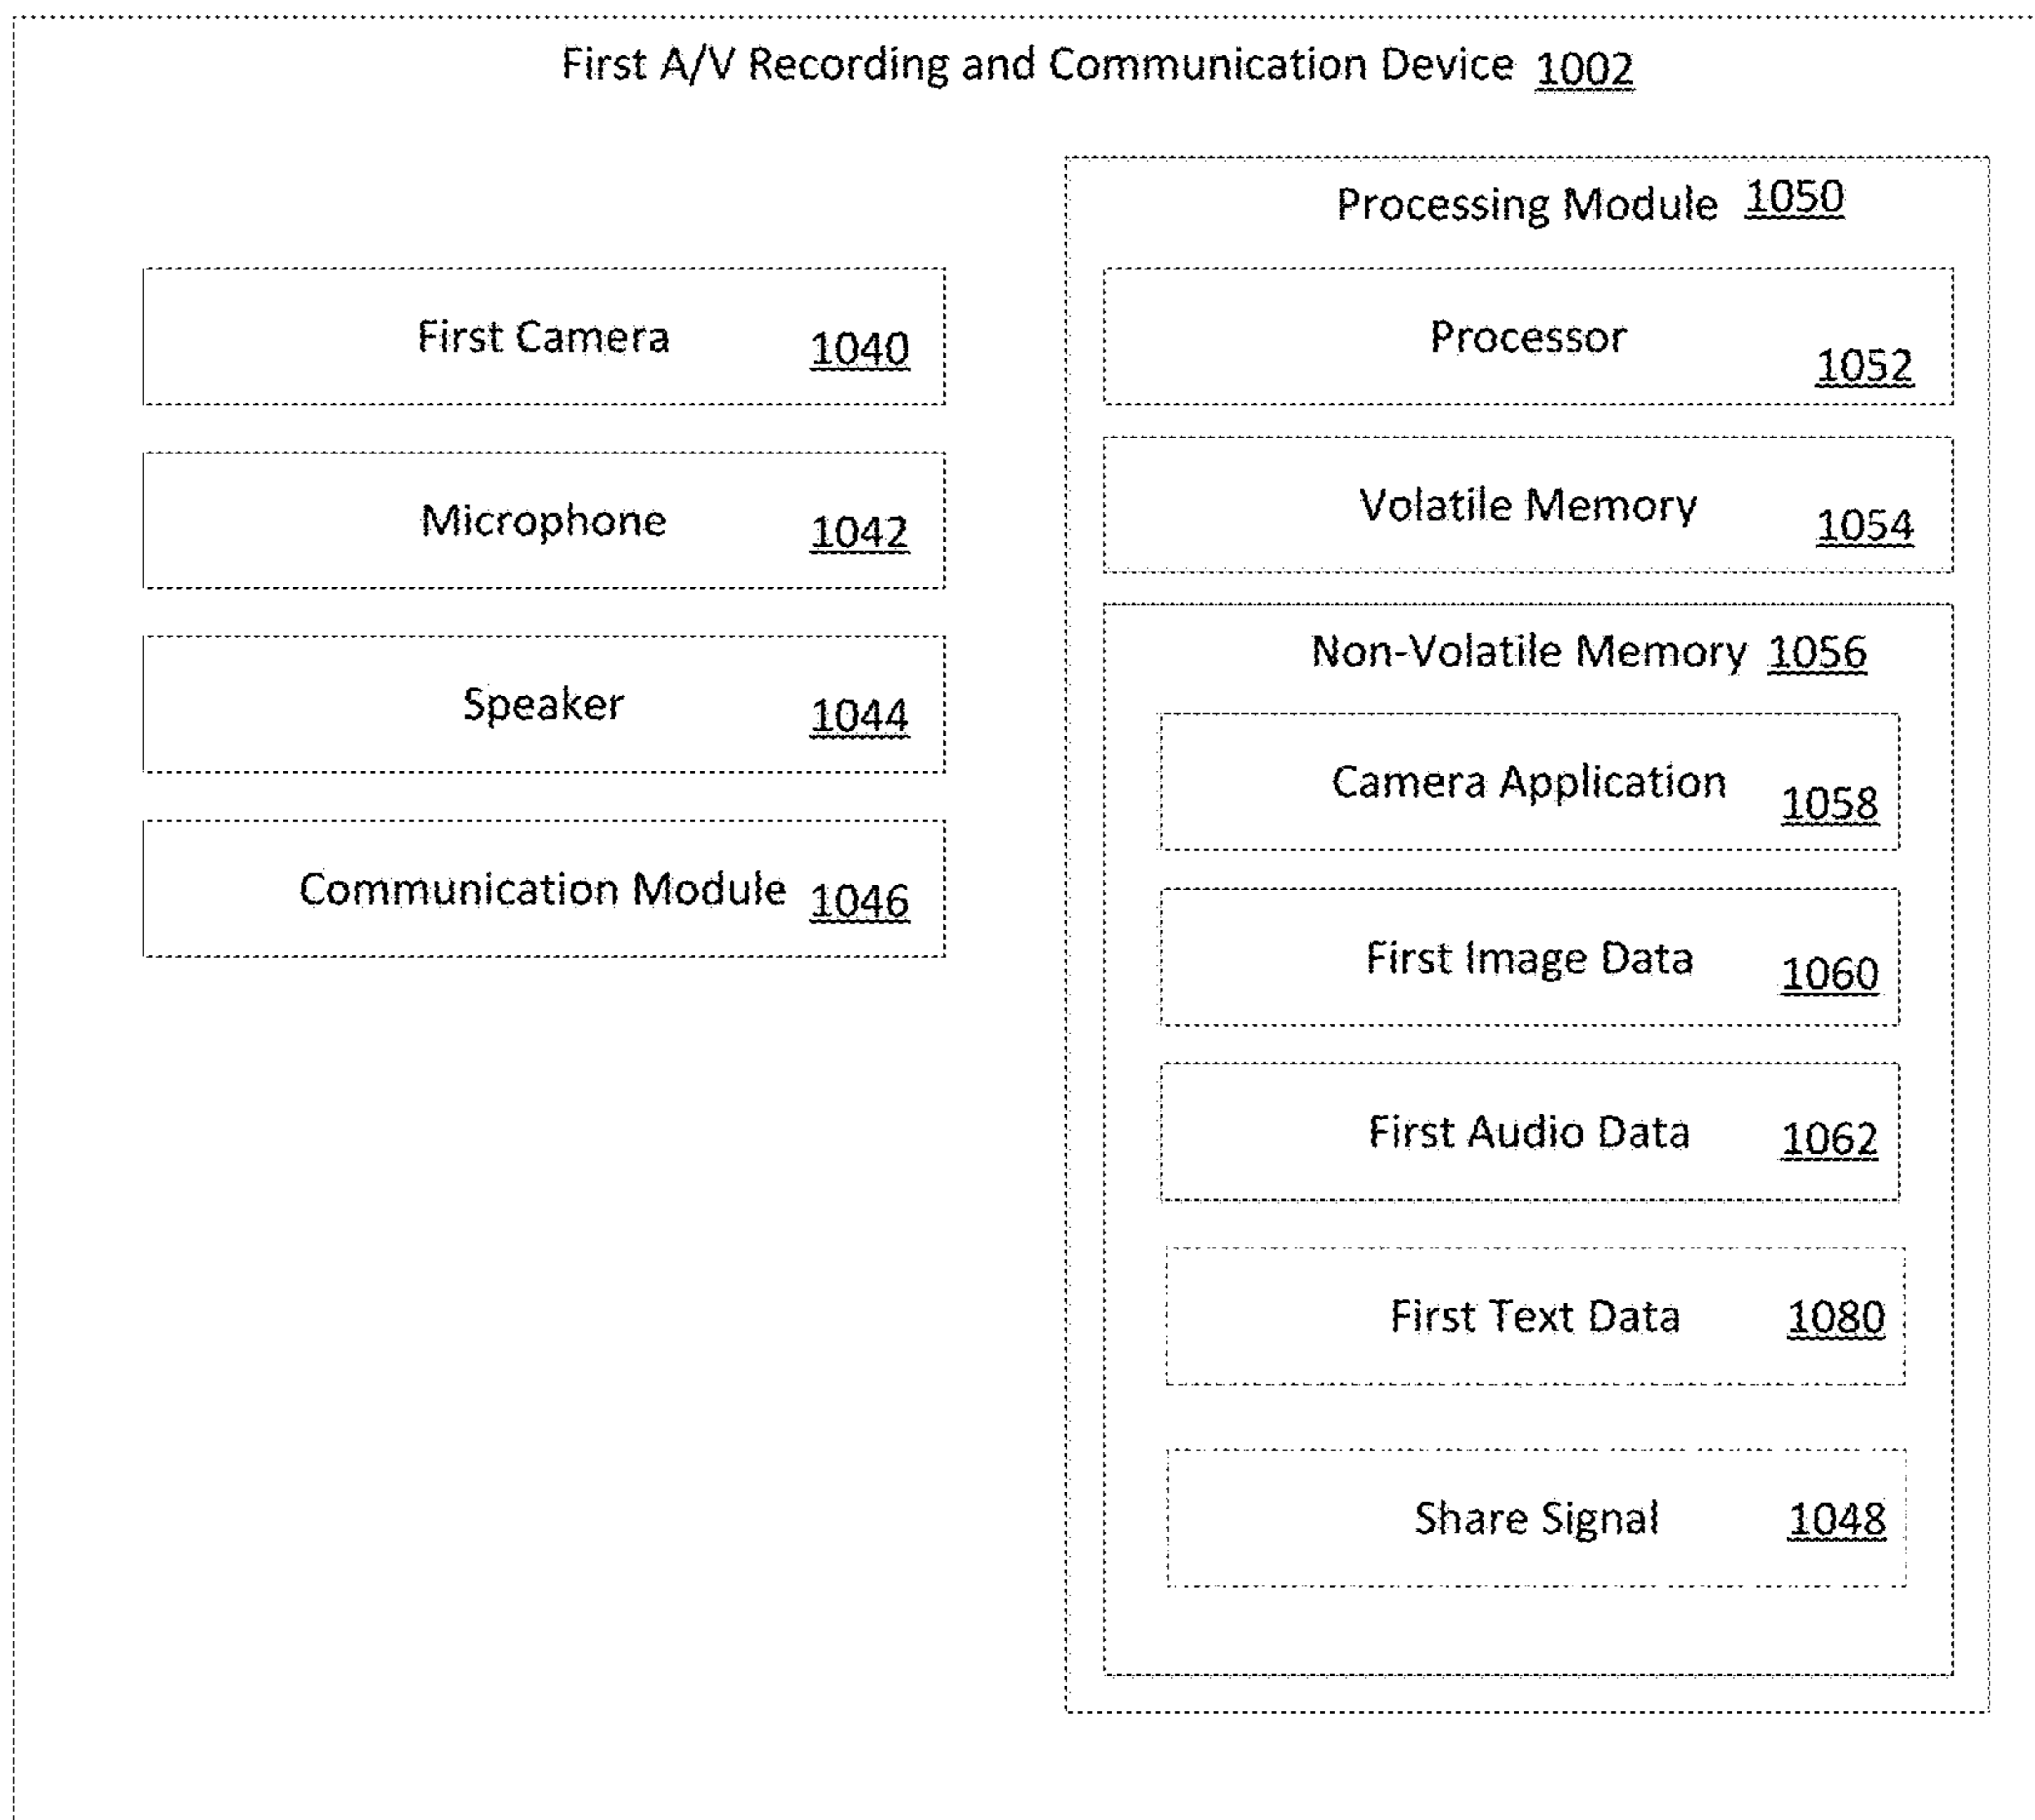 First A/V Recording and Communication Device 1002
First Camera 1040
Microphone 1042
Speaker 1044
Communication Module 1046
Processing Module 1050
Processor 1052
Volatile Memory 1054
Non-Volatile Memory 1056
Camera Application 1058
First Image Data 1060
First Audio Data 1062
First Text Data 1080
Share Signal 1048